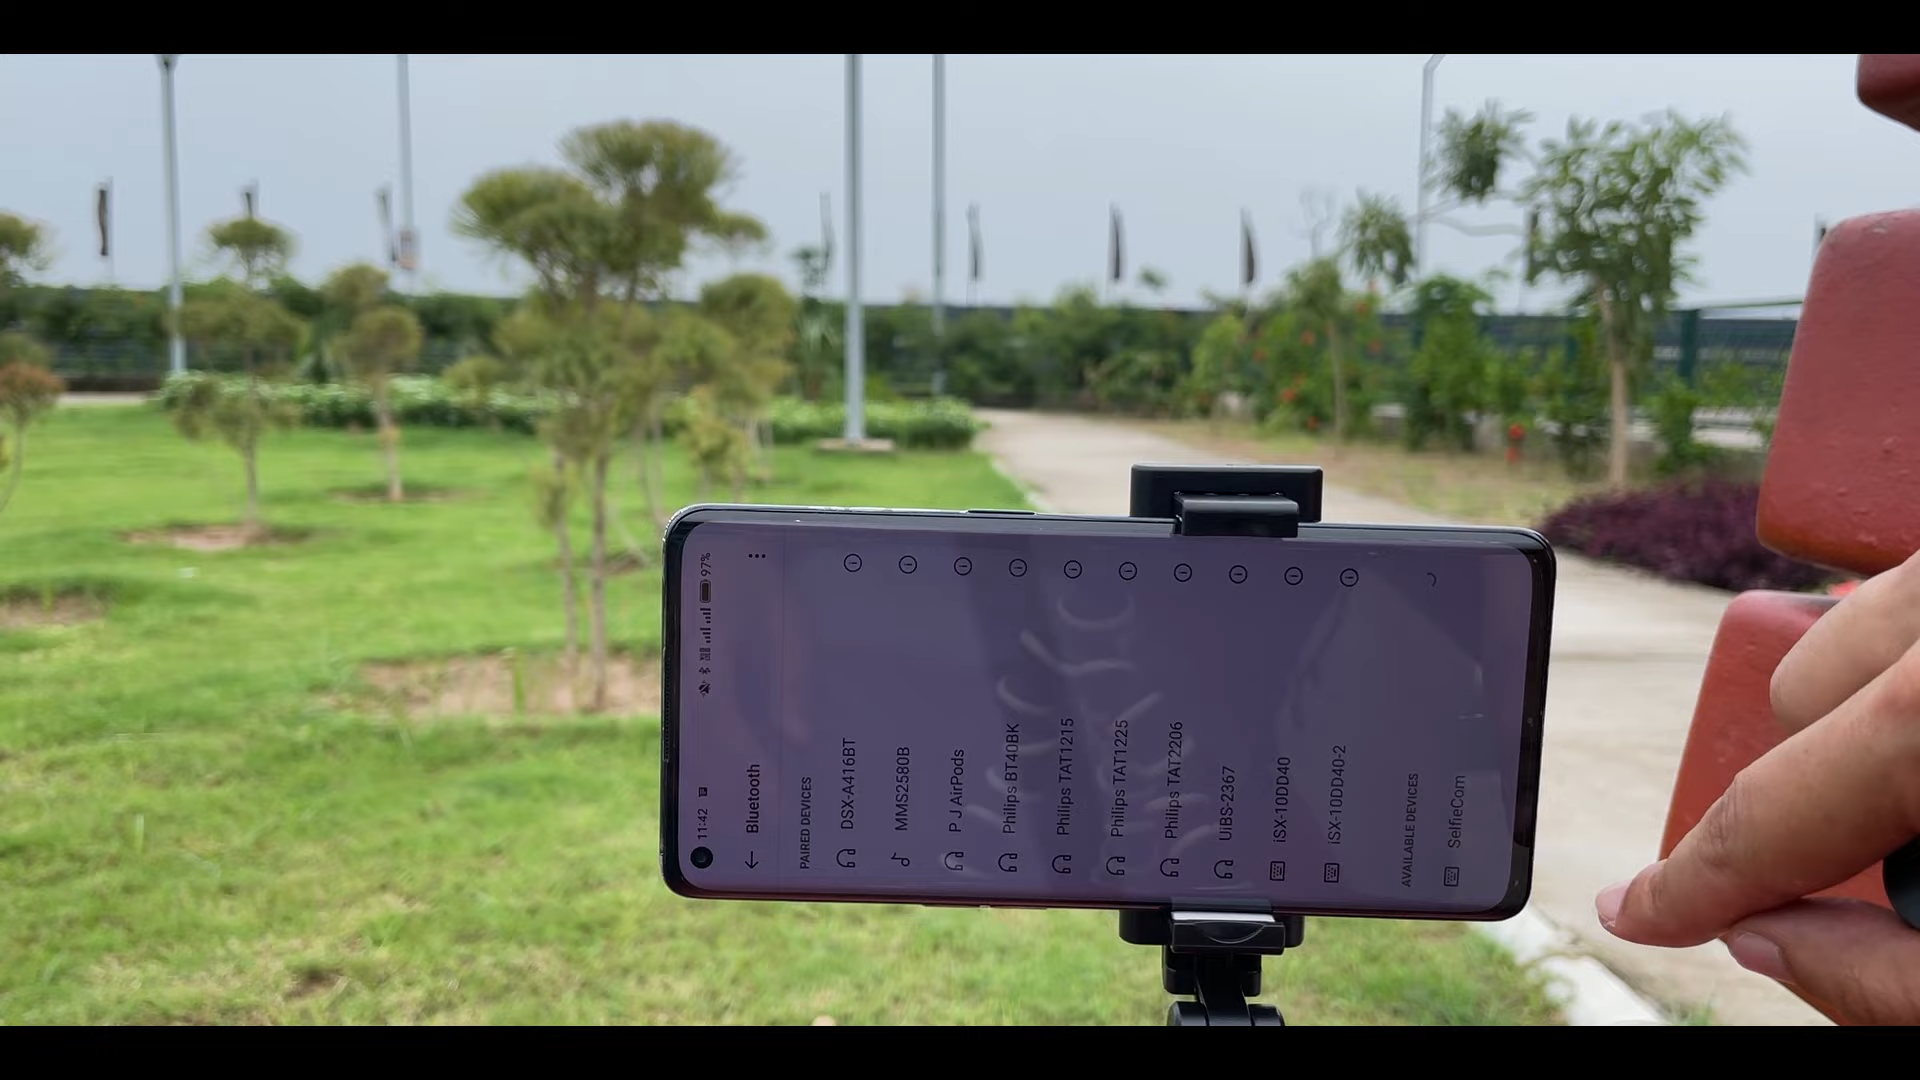 11:42
97%
Bluetooth
PAIRED DEVICES
DSX-A416BT
MMS2580B
P J AirPods
Philips BT40BK
Philips TAT1215
Philips TAT1225
Philips TAT2206
UiBS-2367
iSX-10DD40
iSX-10DD40-2
AVAILABLE DEVICES
SelfieCom